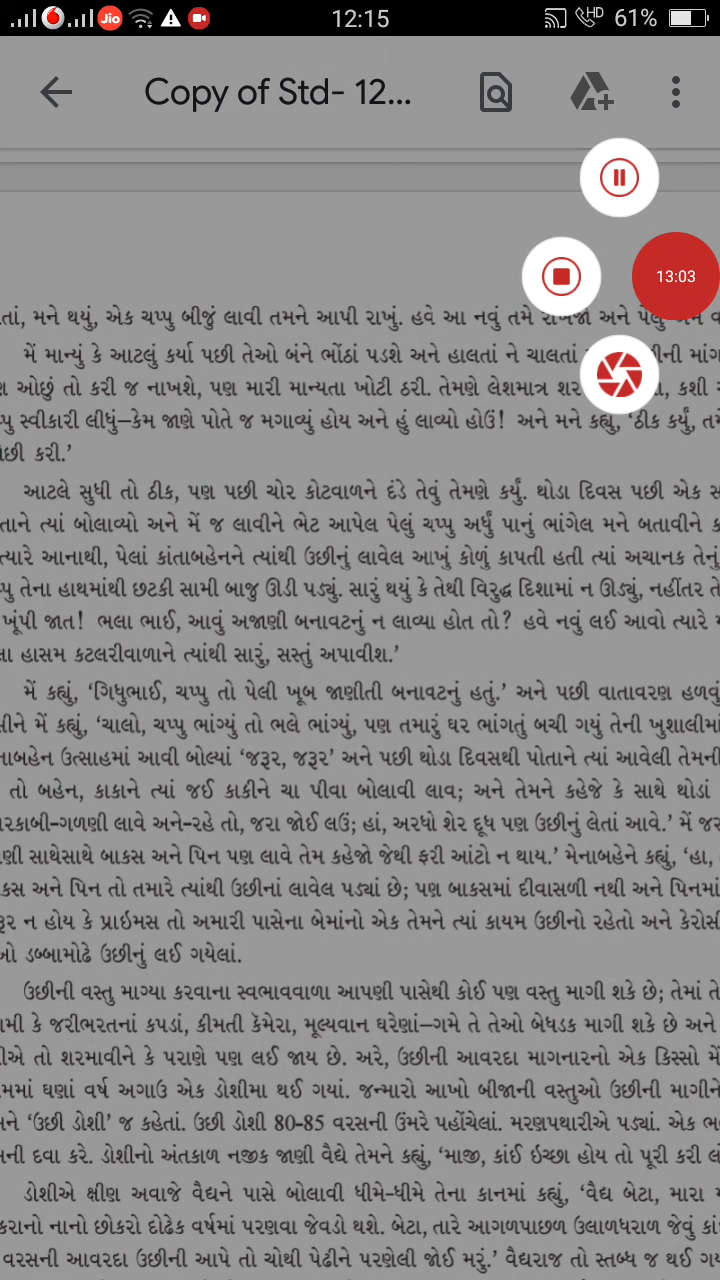 12:15
HD 61%
Copy of Std- 12...
13:03
મને થયું, એક ચપ્પુ બીજું લાવી તમને આપી રાખું. હવે આ નવું તમે રાખજો અને પેલું
મેં માન્યું કે આટલું કર્યા પછી તેઓ બંને ભોંઠાં પડશે અને હાલતાં ને ચાલતાં
ઓછું તો કરી જ નાખશે, પણ મારી માન્યતા ખોટી ઠરી. તેમણે લેશમાત્ર કશી
સ્વીકારી લીધું–કેમ જાણે પોતે જ મગાવ્યું હોય અને હું લાવ્યો હોઉં! અને મને કહ્યું, ‘ઠીક કર્યું,
કરી.’
આટલે સુધી તો ઠીક, પણ પછી ચોર કોટવાળને દંડે તેવું તેમણે કર્યું. થોડા દિવસ પછી એક
ત્યાં બોલાવ્યો અને મેં જ લાવીને ભેટ આપેલ પેલું ચપ્પુ અર્ધું પાનું ભાંગેલ મને બતાવીને
ત્યારે આનાથી, પેલાં કાંતાબહેનને ત્યાંથી ઉછીનું લાવેલ આખું કોળું કાપતી હતી ત્યાં અચાનક તેનું
તેના હાથમાંથી છટકી સામી બાજુ ઊડી પડ્યું. સારું થયું કે તેથી વિરુદ્ધ દિશામાં ન ઊડ્યું, નહીંતર
ખૂંપી જાત! ભલા ભાઈ, આવું અજાણી બનાવટનું ન લાવ્યા હોત તો? હવે નવું લઈ આવો ત્યારે
હાસમ કટલરીવાળાને ત્યાંથી સારું, સસ્તું અપાવીશ.’
મેં કહ્યું, ‘ગિધુભાઈ, ચપ્પુ તો પેલી ખૂબ જાણીતી બનાવટનું હતું.’ અને પછી વાતાવરણ હળવું
મેં કહ્યું, ‘ચાલો, ચપ્પુ ભાંગ્યું તો ભલે ભાંગ્યું, પણ તમારું ઘર ભાંગતું બચી ગયું તેની ખુશાલીમાં
ઉત્સાહમાં આવી બોલ્યાં ‘જરૂર, જરૂર’ અને પછી થોડા દિવસથી પોતાને ત્યાં આવેલી તેમની
તો બહેન, કાકાને ત્યાં જઈ કાકીને ચા પીવા બોલાવી લાવ; અને તેમને કહેજે કે સાથે થોડાં
રકાબી-ગળણી લાવે અને-રહે તો, જરા જોઈ લઉં; હાં, અરધો શેર દૂધ પણ ઉછીનું લેતાં આવે.’ મેં
સાથેસાથે બાકસ અને પિન પણ લાવે તેમ કહેજો જેથી ફરી આંટો ન થાય.’ મેનાબહેને કહ્યું, ‘હા,
અને પિન તો તમારે ત્યાંથી ઉછીનાં લાવેલ પડ્યાં છે; પણ બાકસમાં દીવાસળી નથી અને પિનમાં
ન હોય કે પ્રાઇમસ તો અમારી પાસેના બેમાંનો એક તેમને ત્યાં કાયમ ઉછીનો રહેતો અને
ડબ્બામોઢે ઉછીનું લઈ ગયેલાં.
ઉછીની વસ્તુ માગ્યા કરવાના સ્વભાવવાળા આપણી પાસેથી કોઈ પણ વસ્તુ માગી શકે છે; તેમાં
કે જરીભરતનાં કપડાં, કીમતી કૅમેરા, મૂલ્યવાન ઘરેણાં–ગમે તે તેઓ બેધડક માગી શકે છે અને
તો શરમાવીને કે પરાણે પણ લઈ જાય છે. અરે, ઉછીની આવરદા માગનારનો એક કિસ્સો મેં
ઘણાં વર્ષ અગાઉ એક ડોશીમા થઈ ગયાં. જન્મારો આખો બીજાની વસ્તુઓ ઉછીની માગીને
‘ઉછી ડોશી’ જ કહેતાં. ઉછી ડોશી 80-85 વરસની ઉંમરે પહોંચેલાં. મરણપથારીએ પડ્યાં. એક
દવા કરે. ડોશીનો અંતકાળ નજીક જાણી વૈદ્યે તેમને કહ્યું, ‘માજી, કાંઈ ઇચ્છા હોય તો પૂરી કરી
ડોશીએ ક્ષીણ અવાજે વૈદ્યને પાસે બોલાવી ધીમે-ધીમે તેના કાનમાં કહ્યું, ‘વૈદ્ય બેટા, મારા
નાનો છોકરો દોઢેક વર્ષમાં પરણવા જેવડો થશે. બેટા, તારે આગળપાછળ ઉલાળધરાળ જેવું
વરસની આવરદા ઉછીની આપે તો ચોથી પેઢીને પરણેલી જોઈ મરું.’ વૈદ્યરાજ તો સ્તબ્ધ જ થઈ